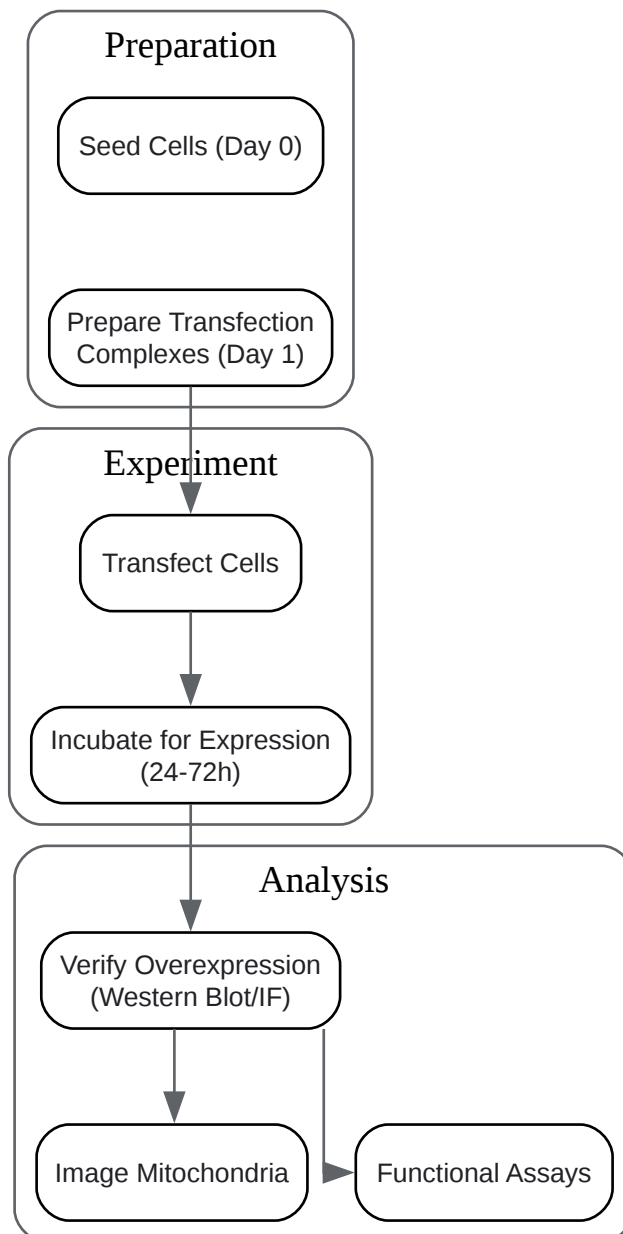 Preparation
Seed Cells (Day 0)
Prepare Transfection
Complexes (Day 1)
Experiment
Transfect Cells
Incubate for Expression
(24-72h)
Analysis
Verify Overexpression
(Western Blot/IF)
Image Mitochondria
Functional Assays